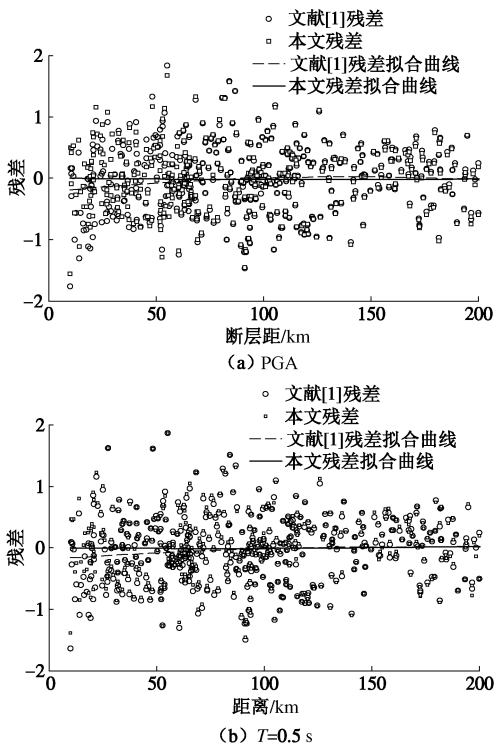 文献[1]残差
本文残差
文献[1]残差拟合曲线
本文残差拟合曲线
2
1
0
−1
−2
残差
0
50
100
150
200
断层距/km
（a）PGA
文献[1]残差
本文残差
文献[1]残差拟合曲线
本文残差拟合曲线
2
1
0
−1
−2
残差
0
50
100
150
200
距离/km
（b）T=0.5 s